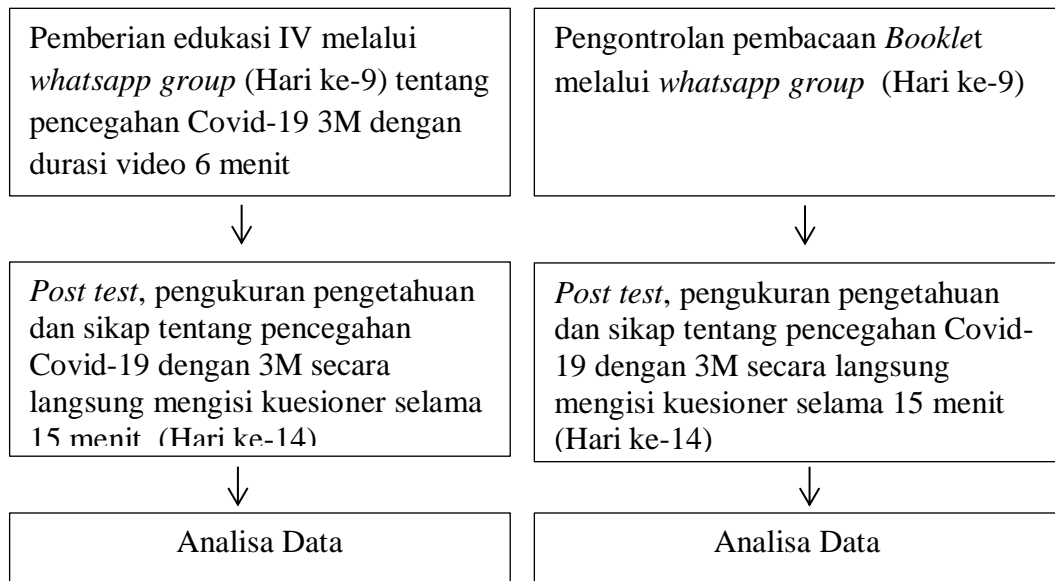 Pemberian edukasi IV melalui
whatsapp group (Hari ke-9) tentang
pencegahan Covid-19 3M dengan
durasi video 6 menit
Pengontrolan pembacaan Booklet
melalui whatsapp group (Hari ke-9)
Post test, pengukuran pengetahuan
dan sikap tentang pencegahan
Covid-19 dengan 3M secara
langsung mengisi kuesioner selama
15 menit (Hari ke-14)
Post test, pengukuran pengetahuan
dan sikap tentang pencegahan Covid-
19 dengan 3M secara langsung
mengisi kuesioner selama 15 menit
(Hari ke-14)
Analisa Data
Analisa Data